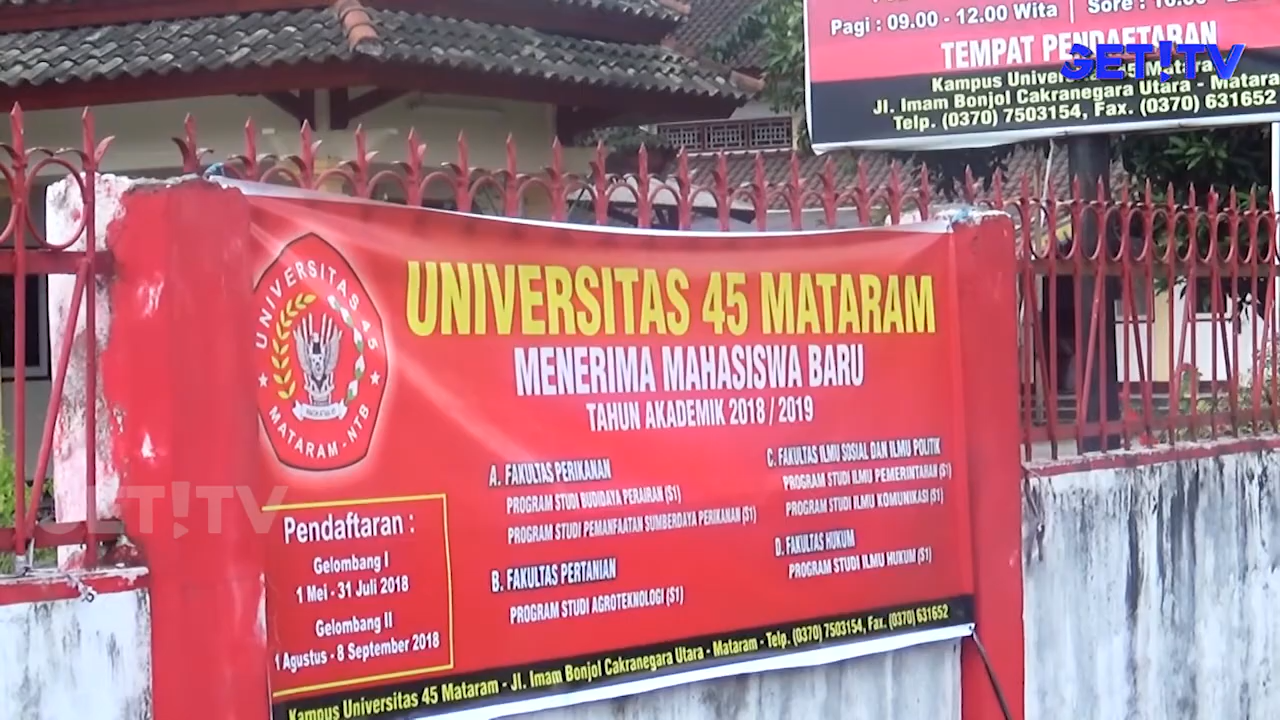 Pagi : 09.00 - 12.00 Wita | Sore :
TEMPAT PENDAFTARAN
Kampus Universitas 45 Mataram
Jl. Imam Bonjol Cakranegara Utara - Mataram
Telp. (0370) 7503154, Fax. (0370) 631652
GET!TV
UNIVERSITAS 45
MATARAM - NTB
UNIVERSITAS 45 MATARAM
MENERIMA MAHASISWA BARU
TAHUN AKADEMIK 2018 / 2019
A. FAKULTAS PERIKANAN
PROGRAM STUDI BUDIDAYA PERAIRAN (S1)
PROGRAM STUDI PEMANFAATAN SUMBERDAYA PERIKANAN (S1)
B. FAKULTAS PERTANIAN
PROGRAM STUDI AGROTEKNOLOGI (S1)
C. FAKULTAS ILMU SOSIAL DAN ILMU POLITIK
PROGRAM STUDI ILMU PEMERINTAHAN (S1)
PROGRAM STUDI ILMU KOMUNIKASI (S1)
D. FAKULTAS HUKUM
PROGRAM STUDI ILMU HUKUM (S1)
GET!TV
Pendaftaran :
Gelombang I
1 Mei - 31 Juli 2018
Gelombang II
1 Agustus - 8 September 2018
Kampus Universitas 45 Mataram - Jl. Imam Bonjol Cakranegara Utara - Mataram - Telp. (0370) 7503154, Fax. (0370) 631652